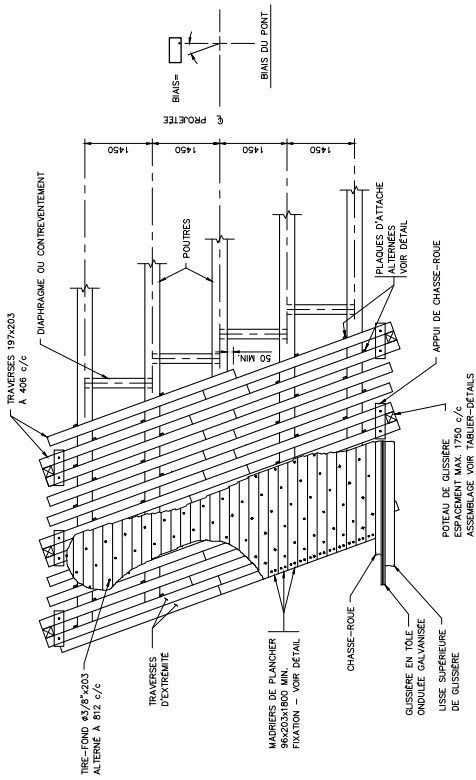 TRAVERSES 197x203
À 406 c/c
DIAPHRAGME OU CONTREVENTEMENT
POUTRES
1450
1450
1450
1450
℄ PROJETÉE
BIAIS=
BIAIS DU PONT
50 MIN.
PLAQUES D'ATTACHE
ALTERNÉES
VOIR DÉTAIL
APPUI DE CHASSE-ROUE
POTEAU DE GLISSIÈRE
ESPACEMENT MAX. 1750 c/c
ASSEMBLAGE VOIR TABLIER-DÉTAILS
TIRE-FOND ø3/8"x203
ALTERNÉ À 812 c/c
TRAVERSES
D'EXTRÉMITÉ
MADRIERS DE PLANCHER
96x203x1800 MIN.
FIXATION - VOIR DÉTAIL
CHASSE-ROUE
GLISSIÈRE EN TÔLE
ONDULÉE GALVANISÉE
LISSE SUPÉRIEURE
DE GLISSIÈRE